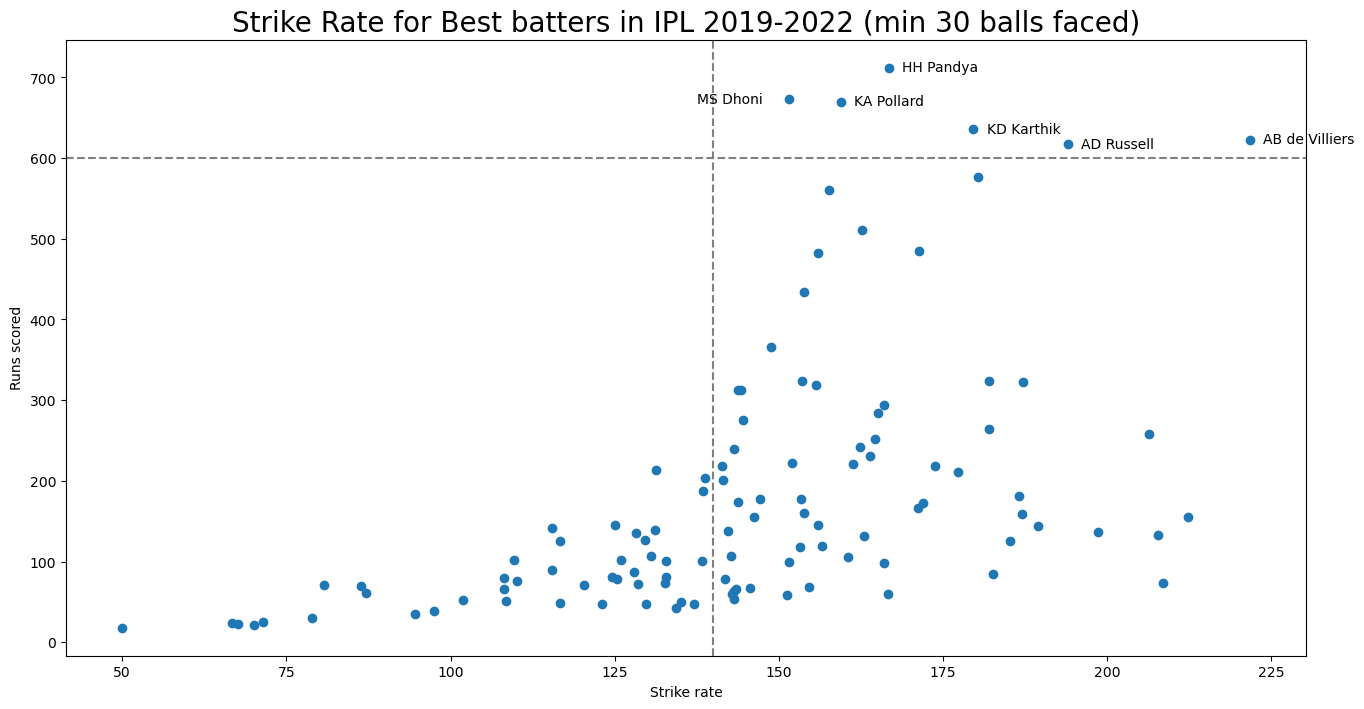 Strike Rate for Best batters in IPL 2019-2022 (min 30 balls faced)
700
600
500
400
300
200
100
0
Runs scored
HH Pandya
MS Dhoni
KA Pollard
KD Karthik
AD Russell
AB de Villiers
50
75
100
125
150
175
200
225
Strike rate